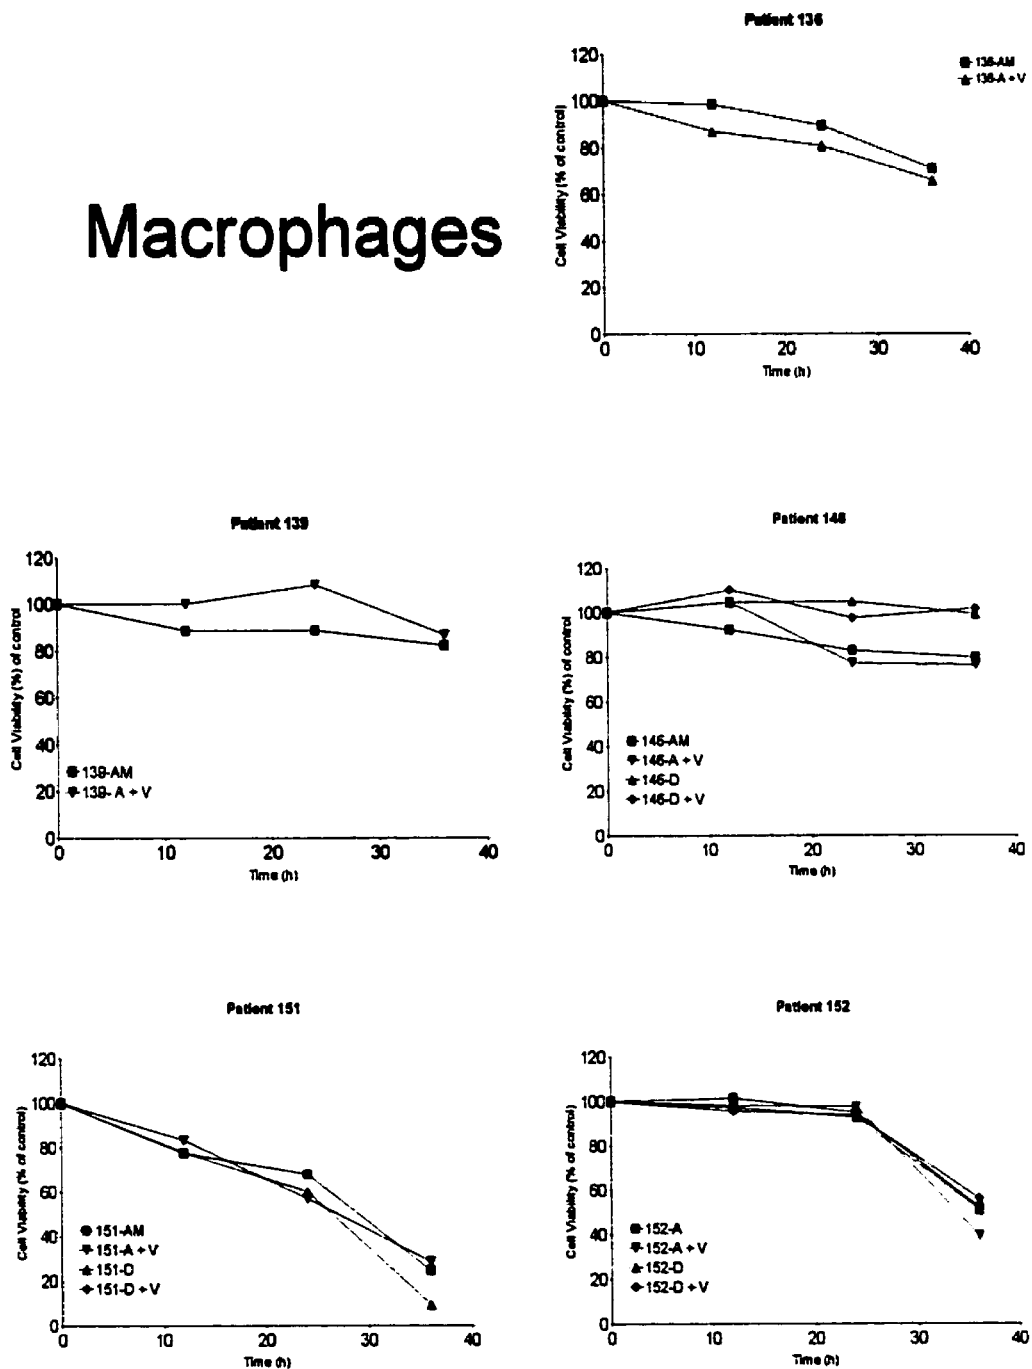 Patient 136
120
100
80
60
40
20
0
Cell Viability (% of control)
0 10 20 30 40
Time (h)
136-AM
136-A + V
Macrophages
Patient 139
120
100
80
60
40
20
0
Cell Viability (%) of control
139-AM
139- A + V
0 10 20 30 40
Time (h)
Patient 146
120
100
80
60
40
20
0
Cell Viability (%) of control
146-AM
146-A + V
146-D
146-D + V
0 10 20 30 40
Time (h)
Patient 151
120
100
80
60
40
20
0
Cell Viability (% of control)
151-AM
151-A + V
151-D
151-D + V
0 10 20 30 40
Time (h)
Patient 152
120
100
80
60
40
20
0
Cell Viability (% of control)
152-A
152-A + V
152-D
152-D + V
0 10 20 30 40
Time (h)